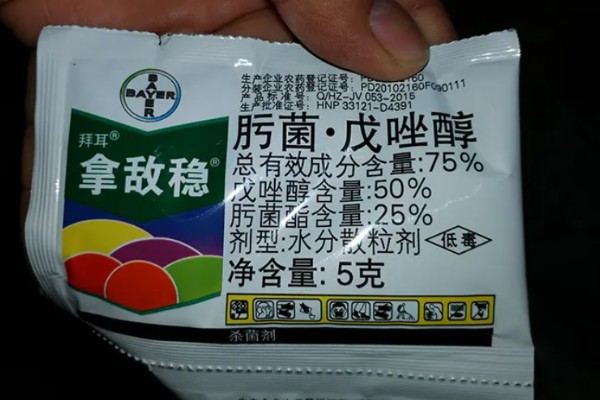 BAYER
BAYER
生产企业农药登记证号:
分装企业农药登记证号: PD20102160F090111
产品标准号: Q/HZ-JV 053-2015
生产批准证号: HNP 33121-D4391
拜耳®
拿敌稳®
肟菌·戊唑醇
总有效成分含量:75%
戊唑醇含量:50%
肟菌酯含量:25%
剂型:水分散粒剂 低毒
净含量: 5克
杀菌剂